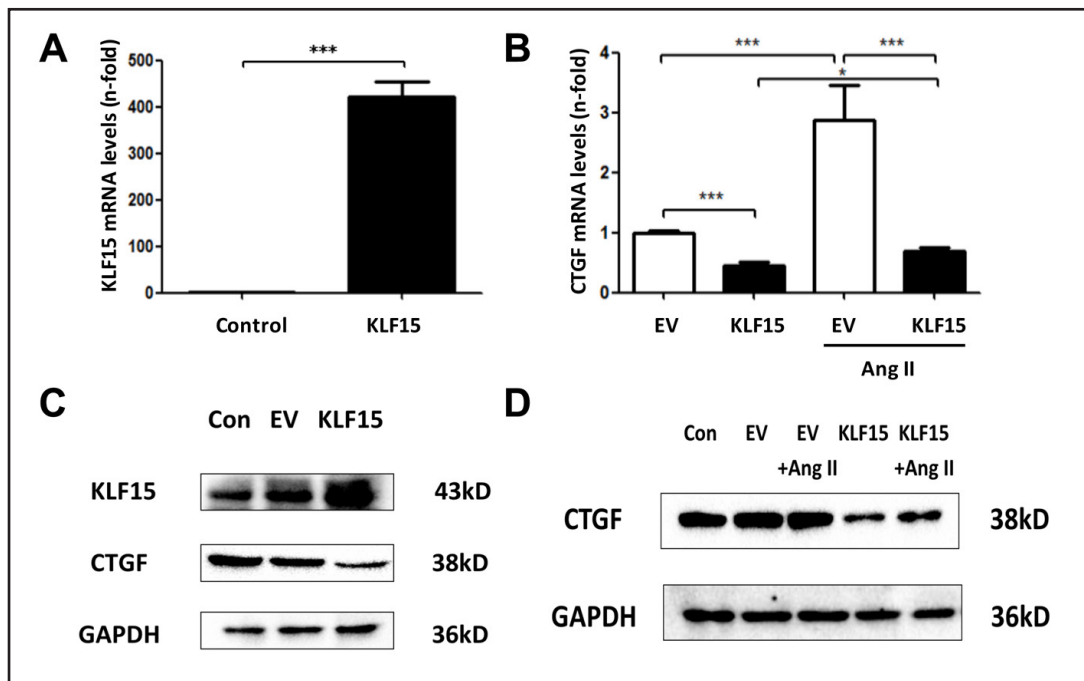 A
KLF15 mRNA levels (n-fold)
500
400
300
200
100
0
***
Control KLF15
B
CTGF mRNA levels (n-fold)
4
3
2
1
0
*** ***
*
***
EV KLF15 EV KLF15
Ang II
C
Con EV KLF15
KLF15 43kD
CTGF 38kD
GAPDH 36kD
D
Con EV EV KLF15 KLF15
+Ang II +Ang II
CTGF 38kD
GAPDH 36kD